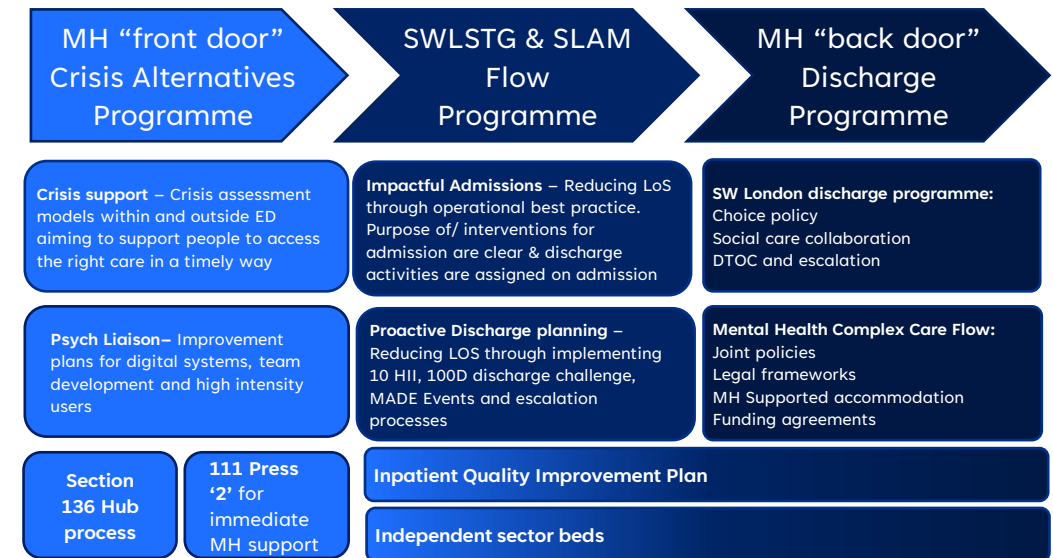 MH “front door”
Crisis Alternatives
Programme
SWLSTG & SLAM
Flow
Programme
MH “back door”
Discharge
Programme
Crisis support – Crisis assessment
models within and outside ED
aiming to support people to access
the right care in a timely way
Impactful Admissions – Reducing LoS
through operational best practice.
Purpose of/ interventions for
admission are clear & discharge
activities are assigned on admission
SW London discharge programme:
Choice policy
Social care collaboration
DTOC and escalation
Psych Liaison– Improvement
plans for digital systems, team
development and high intensity
users
Proactive Discharge planning –
Reducing LOS through implementing
10 HII, 100D discharge challenge,
MADE Events and escalation
processes
Mental Health Complex Care Flow:
Joint policies
Legal frameworks
MH Supported accommodation
Funding agreements
Section
136 Hub
process
111 Press
‘2’ for
immediate
MH support
Inpatient Quality Improvement Plan
Independent sector beds